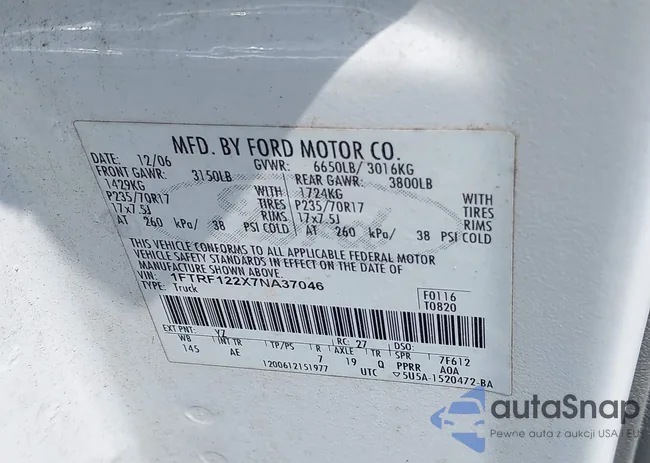 MFD. BY FORD MOTOR CO.
DATE: 12/06 GVWR: 6650LB/ 3016KG
FRONT GAWR: 3150LB REAR GAWR: 3800LB
1429KG WITH 1724KG WITH
P235/70R17 TIRES P235/70R17 TIRES
17x7.5J RIMS 17x7.5J RIMS
AT 260 kPa/ 38 PSI COLD AT 260 kPa/ 38 PSI COLD
Ford
THIS VEHICLE CONFORMS TO ALL APPLICABLE FEDERAL MOTOR
VEHICLE SAFETY STANDARDS IN EFFECT ON THE DATE OF
MANUFACTURE SHOWN ABOVE.
VIN: 1FTRF122X7NA37046 F0116
TYPE: Truck T0820
EXT PNT: YZ RC: 27 DSO:
WB INT TR TP/PS R AXLE TR SPR 7F612
145 AE 7 19 Q PPRR A0A
1200612151977 UTC ▽5U5A-1520472-BA
autaSnap
Pewne auta z aukcji USA i EU